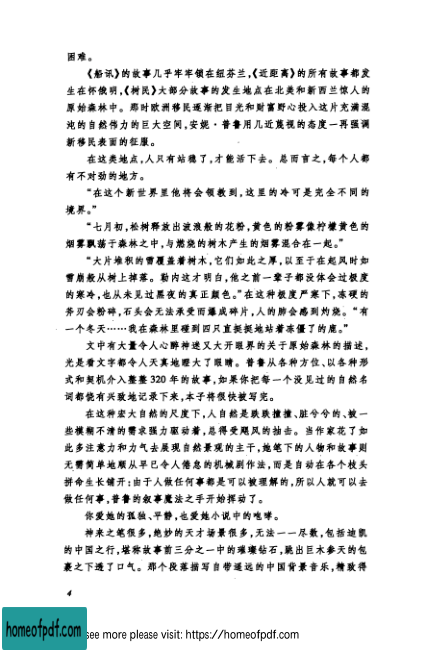 困难。
《船讯》的故事几乎牢牢锁在纽芬兰,《近距离》的所有故事都发
生在怀俄明,《树民》大部分故事的发生地点在北美和新西兰惊人的
原始森林中。那时欧洲移民逐渐把目光和财富野心投入这片充满混
沌的自然伟力的巨大空间,安妮·普鲁用几近蔑视的态度一再强调
新移民表面的征服。
在这类地点,人只有站稳了,才能活下去。总而言之,每个人都
有不对劲的地方。
“在这个新世界里他将会领教到,这里的冷可是完全不同的
境界。”
“七月初,松树释放出波浪般的花粉,黄色的粉雾像柠檬黄色的
烟雾飘荡于森林之中,与燃烧的树木产生的烟雾混合在一起。”
“大片堆积的雪覆盖着树木,它们如此之厚,以至于在起风时如
雪崩般从树上掉落。勒内这才明白,他之前一辈子都没体会过极度
的寒冷,也从未见过黑夜的真正颜色。”在这种极度严寒下,冻硬的
斧刃会粉碎,石头会无法承受而爆成碎片,人的肺会感到灼烧。“有
一个冬天……我在森林里碰到四只直挺挺地站着冻僵了的鹿。”
文中有大量令人心醉神迷又大开眼界的关于原始森林的描述,
光是看文字都令人天真地瞪大了眼睛。普鲁从各种方位、以各种形
式和契机介入整整 320 年的故事,如果你把每一个没见过的自然名
词都饶有兴致地记录下来,本子将很快被写完。
在这种宏大自然的尺度下,人自然是跌跌撞撞、脏兮兮的、被一
些模糊不清的需求强力驱动着,总得受飓风的抽击。当作家花了如
此多注意力和力气去展现自然景观的主干,她笔下的人物和故事则
无需简单地顺从早已令人倦怠的机械剧作法,而是自动在各个枝头
拼命生长铺开:由于人做任何事都是可以被理解的,所以人就可以去
做任何事,普鲁的叙事魔法之手开始挥动了。
你爱她的孤独、平静,也爱她小说中的咆哮。
神来之笔很多,绝妙的天才场景很多,无法一一尽数,包括迪凯
的中国之行,堪称故事前三分之一中的璀璨钻石,跳出巨木参天的包
裹之下透了口气。那个段落描写自带遥远的中国背景音乐,精致得
4
homeofpdf.com
see more please visit: https://homeofpdf.com